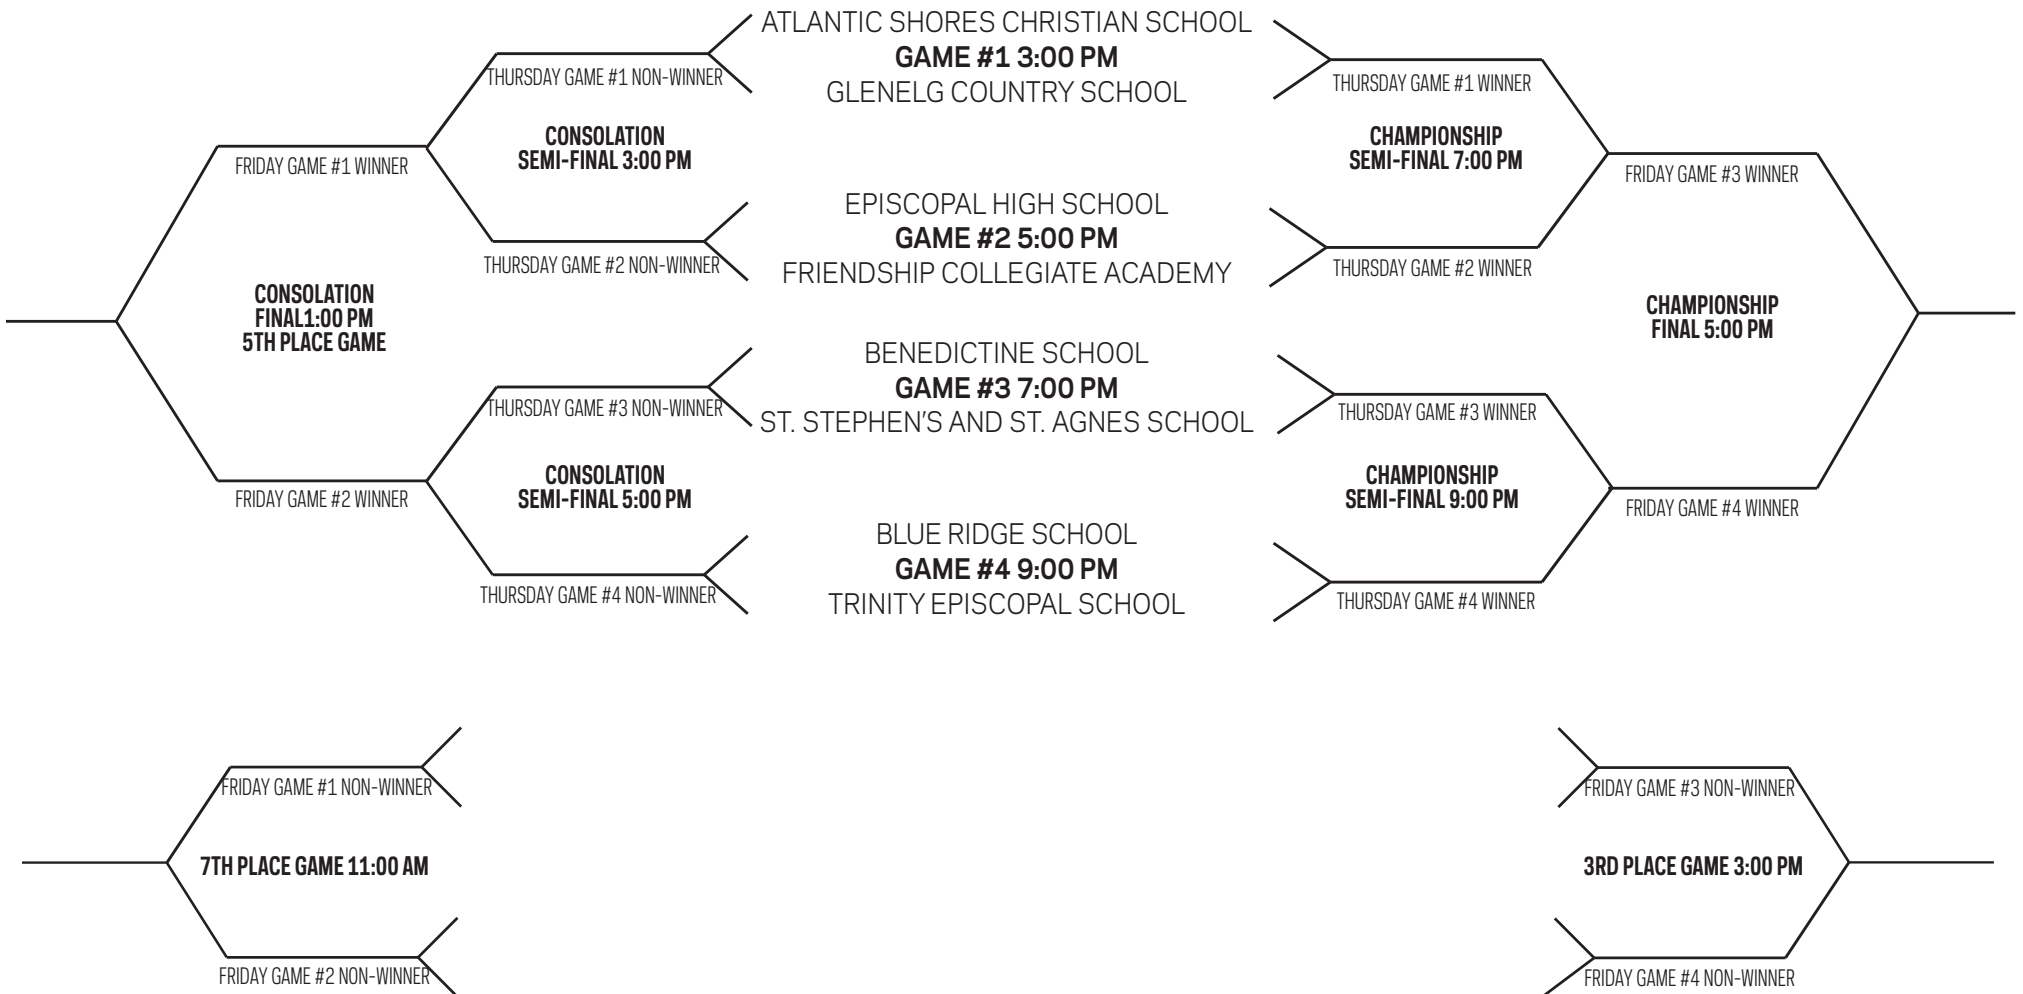 ATLANTIC SHORES CHRISTIAN SCHOOL
GAME #1 3:00 PM
GLENELG COUNTRY SCHOOL
THURSDAY GAME #1 NON-WINNER
THURSDAY GAME #1 WINNER
CONSOLATION
SEMI-FINAL 3:00 PM
CHAMPIONSHIP
SEMI-FINAL 7:00 PM
FRIDAY GAME #1 WINNER
FRIDAY GAME #3 WINNER
EPISCOPAL HIGH SCHOOL
GAME #2 5:00 PM
FRIENDSHIP COLLEGIATE ACADEMY
THURSDAY GAME #2 NON-WINNER
THURSDAY GAME #2 WINNER
CONSOLATION
FINAL1:00 PM
5TH PLACE GAME
CHAMPIONSHIP
FINAL 5:00 PM
BENEDICTINE SCHOOL
GAME #3 7:00 PM
ST. STEPHEN'S AND ST. AGNES SCHOOL
THURSDAY GAME #3 NON-WINNER
THURSDAY GAME #3 WINNER
CONSOLATION
SEMI-FINAL 5:00 PM
CHAMPIONSHIP
SEMI-FINAL 9:00 PM
FRIDAY GAME #2 WINNER
FRIDAY GAME #4 WINNER
BLUE RIDGE SCHOOL
GAME #4 9:00 PM
TRINITY EPISCOPAL SCHOOL
THURSDAY GAME #4 NON-WINNER
THURSDAY GAME #4 WINNER
FRIDAY GAME #1 NON-WINNER
FRIDAY GAME #3 NON-WINNER
7TH PLACE GAME 11:00 AM
3RD PLACE GAME 3:00 PM
FRIDAY GAME #2 NON-WINNER
FRIDAY GAME #4 NON-WINNER